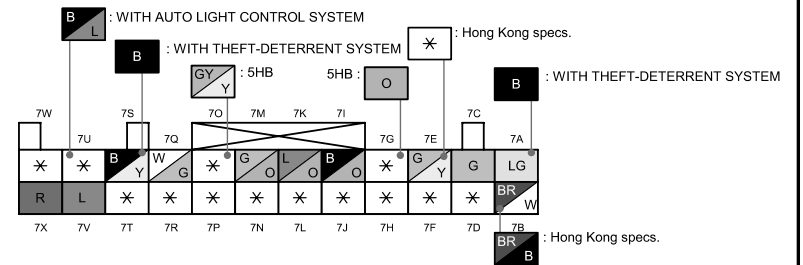 B
L : WITH AUTO LIGHT CONTROL SYSTEM
B : WITH THEFT-DETERRENT SYSTEM
* : Hong Kong specs.
GY
Y : 5HB
5HB : O
B : WITH THEFT-DETERRENT SYSTEM
7W 7S 7O 7M 7K 7I 7C
7U 7Q 7G 7E 7A
* * B Y W G * G O L O B O * G Y G LG
R L * * * * * * * * * BR W
7X 7V 7T 7R 7P 7N 7L 7J 7H 7F 7D 7B
BR
B : Hong Kong specs.